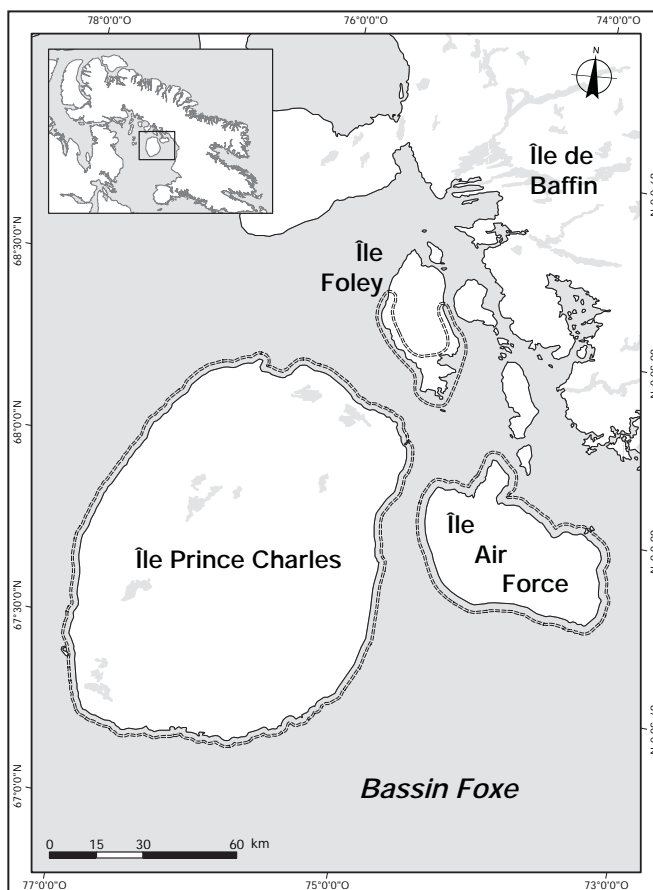 78°0'0"O
76°0'0"O
74°0'0"O
N
Île de
Baffin
68°30'0"N
Île
Foley
68°0'0"N
Île Prince Charles
Île
Air
Force
67°30'0"N
67°0'0"N
Bassin Foxe
0 15 30 60 km
77°0'0"O
75°0'0"O
73°0'0"O